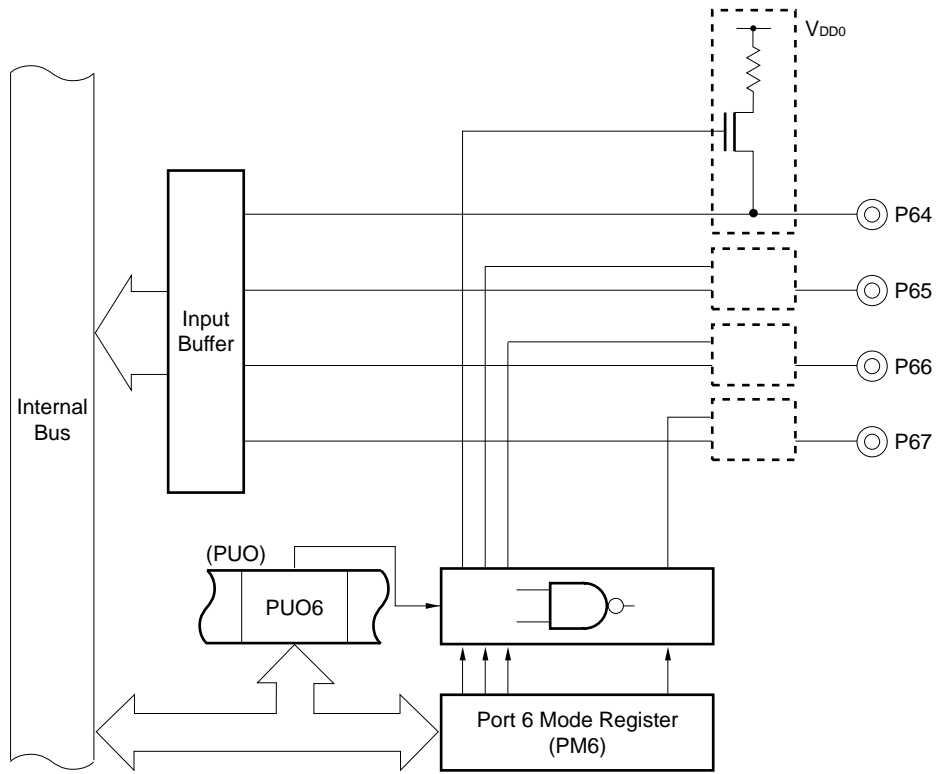 VDD0
P64
P65
Input
Buffer
P66
Internal
Bus
P67
(PUO)
PUO6
Port 6 Mode Register
(PM6)